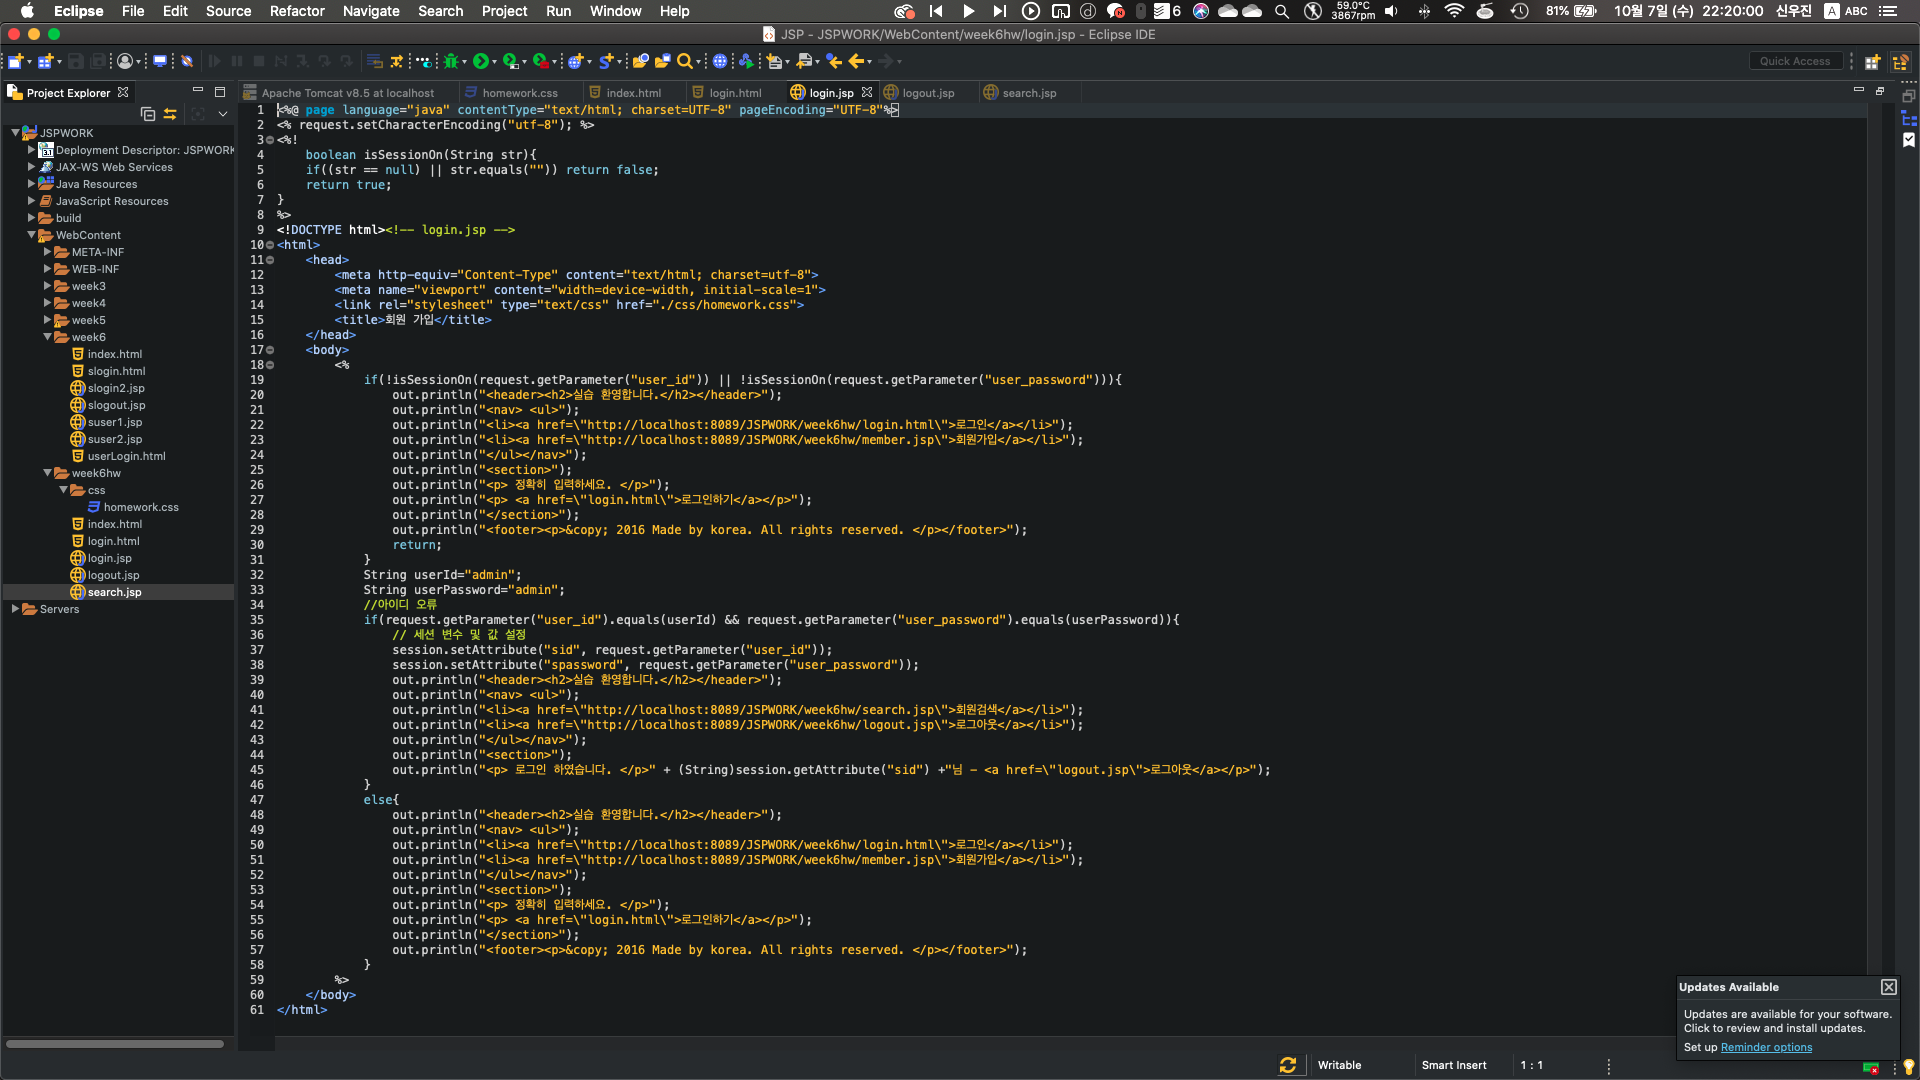 Eclipse File Edit Source Refactor Navigate Search Project Run Window Help 6 59.0°C 3867rpm 81% 10월 7일 (수) 22:20:00 신우진 A ABC
JSP - JSPWORK/WebContent/week6hw/login.jsp - Eclipse IDE
Quick Access
Project Explorer
Apache Tomcat v8.5 at localhost homework.css index.html login.html login.jsp logout.jsp search.jsp
JSPWORK
Deployment Descriptor: JSPWORK
JAX-WS Web Services
Java Resources
JavaScript Resources
build
WebContent
META-INF
WEB-INF
week3
week4
week5
week6
index.html
slogin.html
slogin2.jsp
slogout.jsp
suser1.jsp
suser2.jsp
userLogin.html
week6hw
css
homework.css
index.html
login.html
login.jsp
logout.jsp
search.jsp
Servers
1 <%@ page language="java" contentType="text/html; charset=UTF-8" pageEncoding="UTF-8"%>
2 <% request.setCharacterEncoding("utf-8"); %>
3 <%!
4 boolean isSessionOn(String str){
5 if((str == null) || str.equals("")) return false;
6 return true;
7 }
8 %>
9 <!DOCTYPE html><!-- login.jsp -->
10 <html>
11 <head>
12 <meta http-equiv="Content-Type" content="text/html; charset=utf-8">
13 <meta name="viewport" content="width=device-width, initial-scale=1">
14 <link rel="stylesheet" type="text/css" href="./css/homework.css">
15 <title>회원 가입</title>
16 </head>
17 <body>
18 <%
19 if(!isSessionOn(request.getParameter("user_id")) || !isSessionOn(request.getParameter("user_password"))){
20 out.println("<header><h2>실습 환영합니다.</h2></header>");
21 out.println("<nav> <ul>");
22 out.println("<li><a href=\"http://localhost:8089/JSPWORK/week6hw/login.html\">로그인</a></li>");
23 out.println("<li><a href=\"http://localhost:8089/JSPWORK/week6hw/member.jsp\">회원가입</a></li>");
24 out.println("</ul></nav>");
25 out.println("<section>");
26 out.println("<p> 정확히 입력하세요. </p>");
27 out.println("<p> <a href=\"login.html\">로그인하기</a></p>");
28 out.println("</section>");
29 out.println("<footer><p>&copy; 2016 Made by korea. All rights reserved. </p></footer>");
30 return;
31 }
32 String userId="admin";
33 String userPassword="admin";
34 //아이디 오류
35 if(request.getParameter("user_id").equals(userId) && request.getParameter("user_password").equals(userPassword)){
36 // 세션 변수 및 값 설정
37 session.setAttribute("sid", request.getParameter("user_id"));
38 session.setAttribute("spassword", request.getParameter("user_password"));
39 out.println("<header><h2>실습 환영합니다.</h2></header>");
40 out.println("<nav> <ul>");
41 out.println("<li><a href=\"http://localhost:8089/JSPWORK/week6hw/search.jsp\">회원검색</a></li>");
42 out.println("<li><a href=\"http://localhost:8089/JSPWORK/week6hw/logout.jsp\">로그아웃</a></li>");
43 out.println("</ul></nav>");
44 out.println("<section>");
45 out.println("<p> 로그인 하였습니다. </p>" + (String)session.getAttribute("sid") +"님 - <a href=\"logout.jsp\">로그아웃</a></p>");
46 }
47 else{
48 out.println("<header><h2>실습 환영합니다.</h2></header>");
49 out.println("<nav> <ul>");
50 out.println("<li><a href=\"http://localhost:8089/JSPWORK/week6hw/login.html\">로그인</a></li>");
51 out.println("<li><a href=\"http://localhost:8089/JSPWORK/week6hw/member.jsp\">회원가입</a></li>");
52 out.println("</ul></nav>");
53 out.println("<section>");
54 out.println("<p> 정확히 입력하세요. </p>");
55 out.println("<p> <a href=\"login.html\">로그인하기</a></p>");
56 out.println("</section>");
57 out.println("<footer><p>&copy; 2016 Made by korea. All rights reserved. </p></footer>");
58 }
59 %>
60 </body>
61 </html>
Updates Available
Updates are available for your software.
Click to review and install updates.
Set up Reminder options
Writable Smart Insert 1 : 1